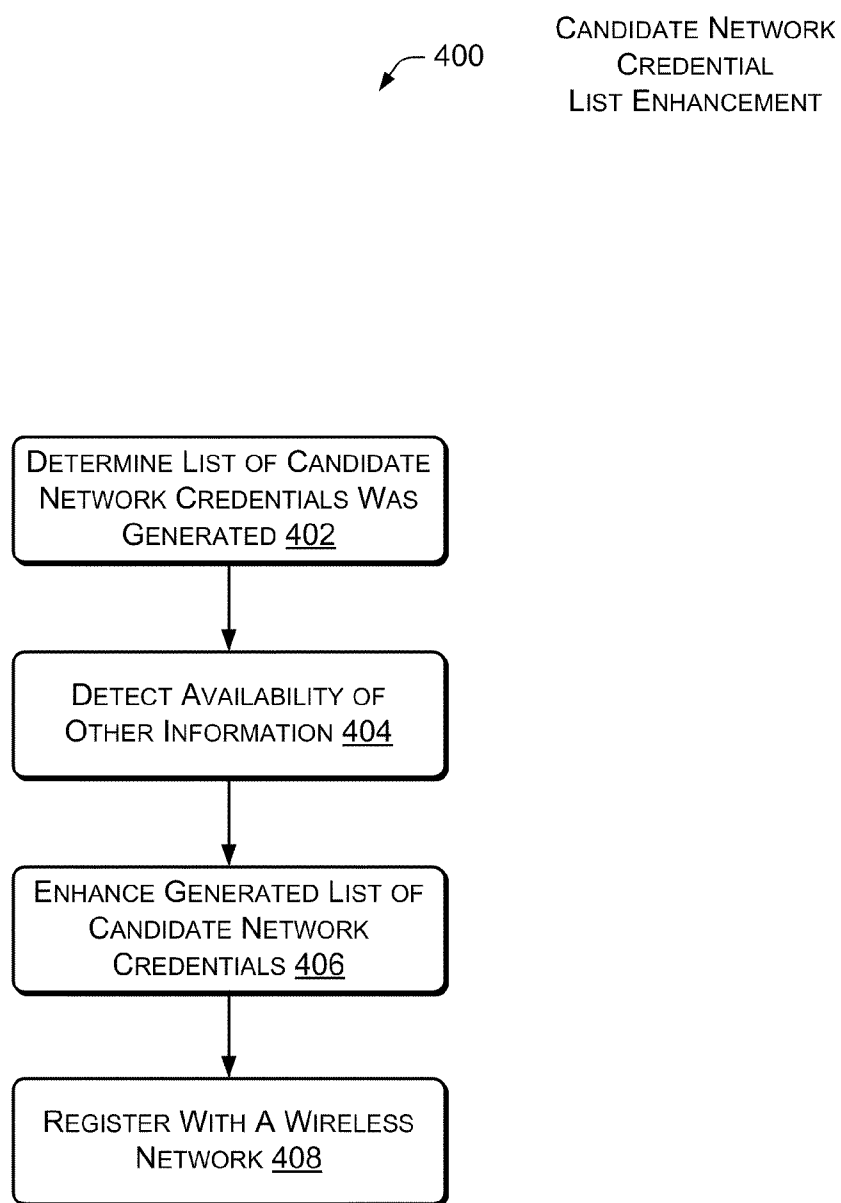 400
CANDIDATE NETWORK
CREDENTIAL
LIST ENHANCEMENT
DETERMINE LIST OF CANDIDATE
NETWORK CREDENTIALS WAS
GENERATED 402
DETECT AVAILABILITY OF
OTHER INFORMATION 404
ENHANCE GENERATED LIST OF
CANDIDATE NETWORK
CREDENTIALS 406
REGISTER WITH A WIRELESS
NETWORK 408